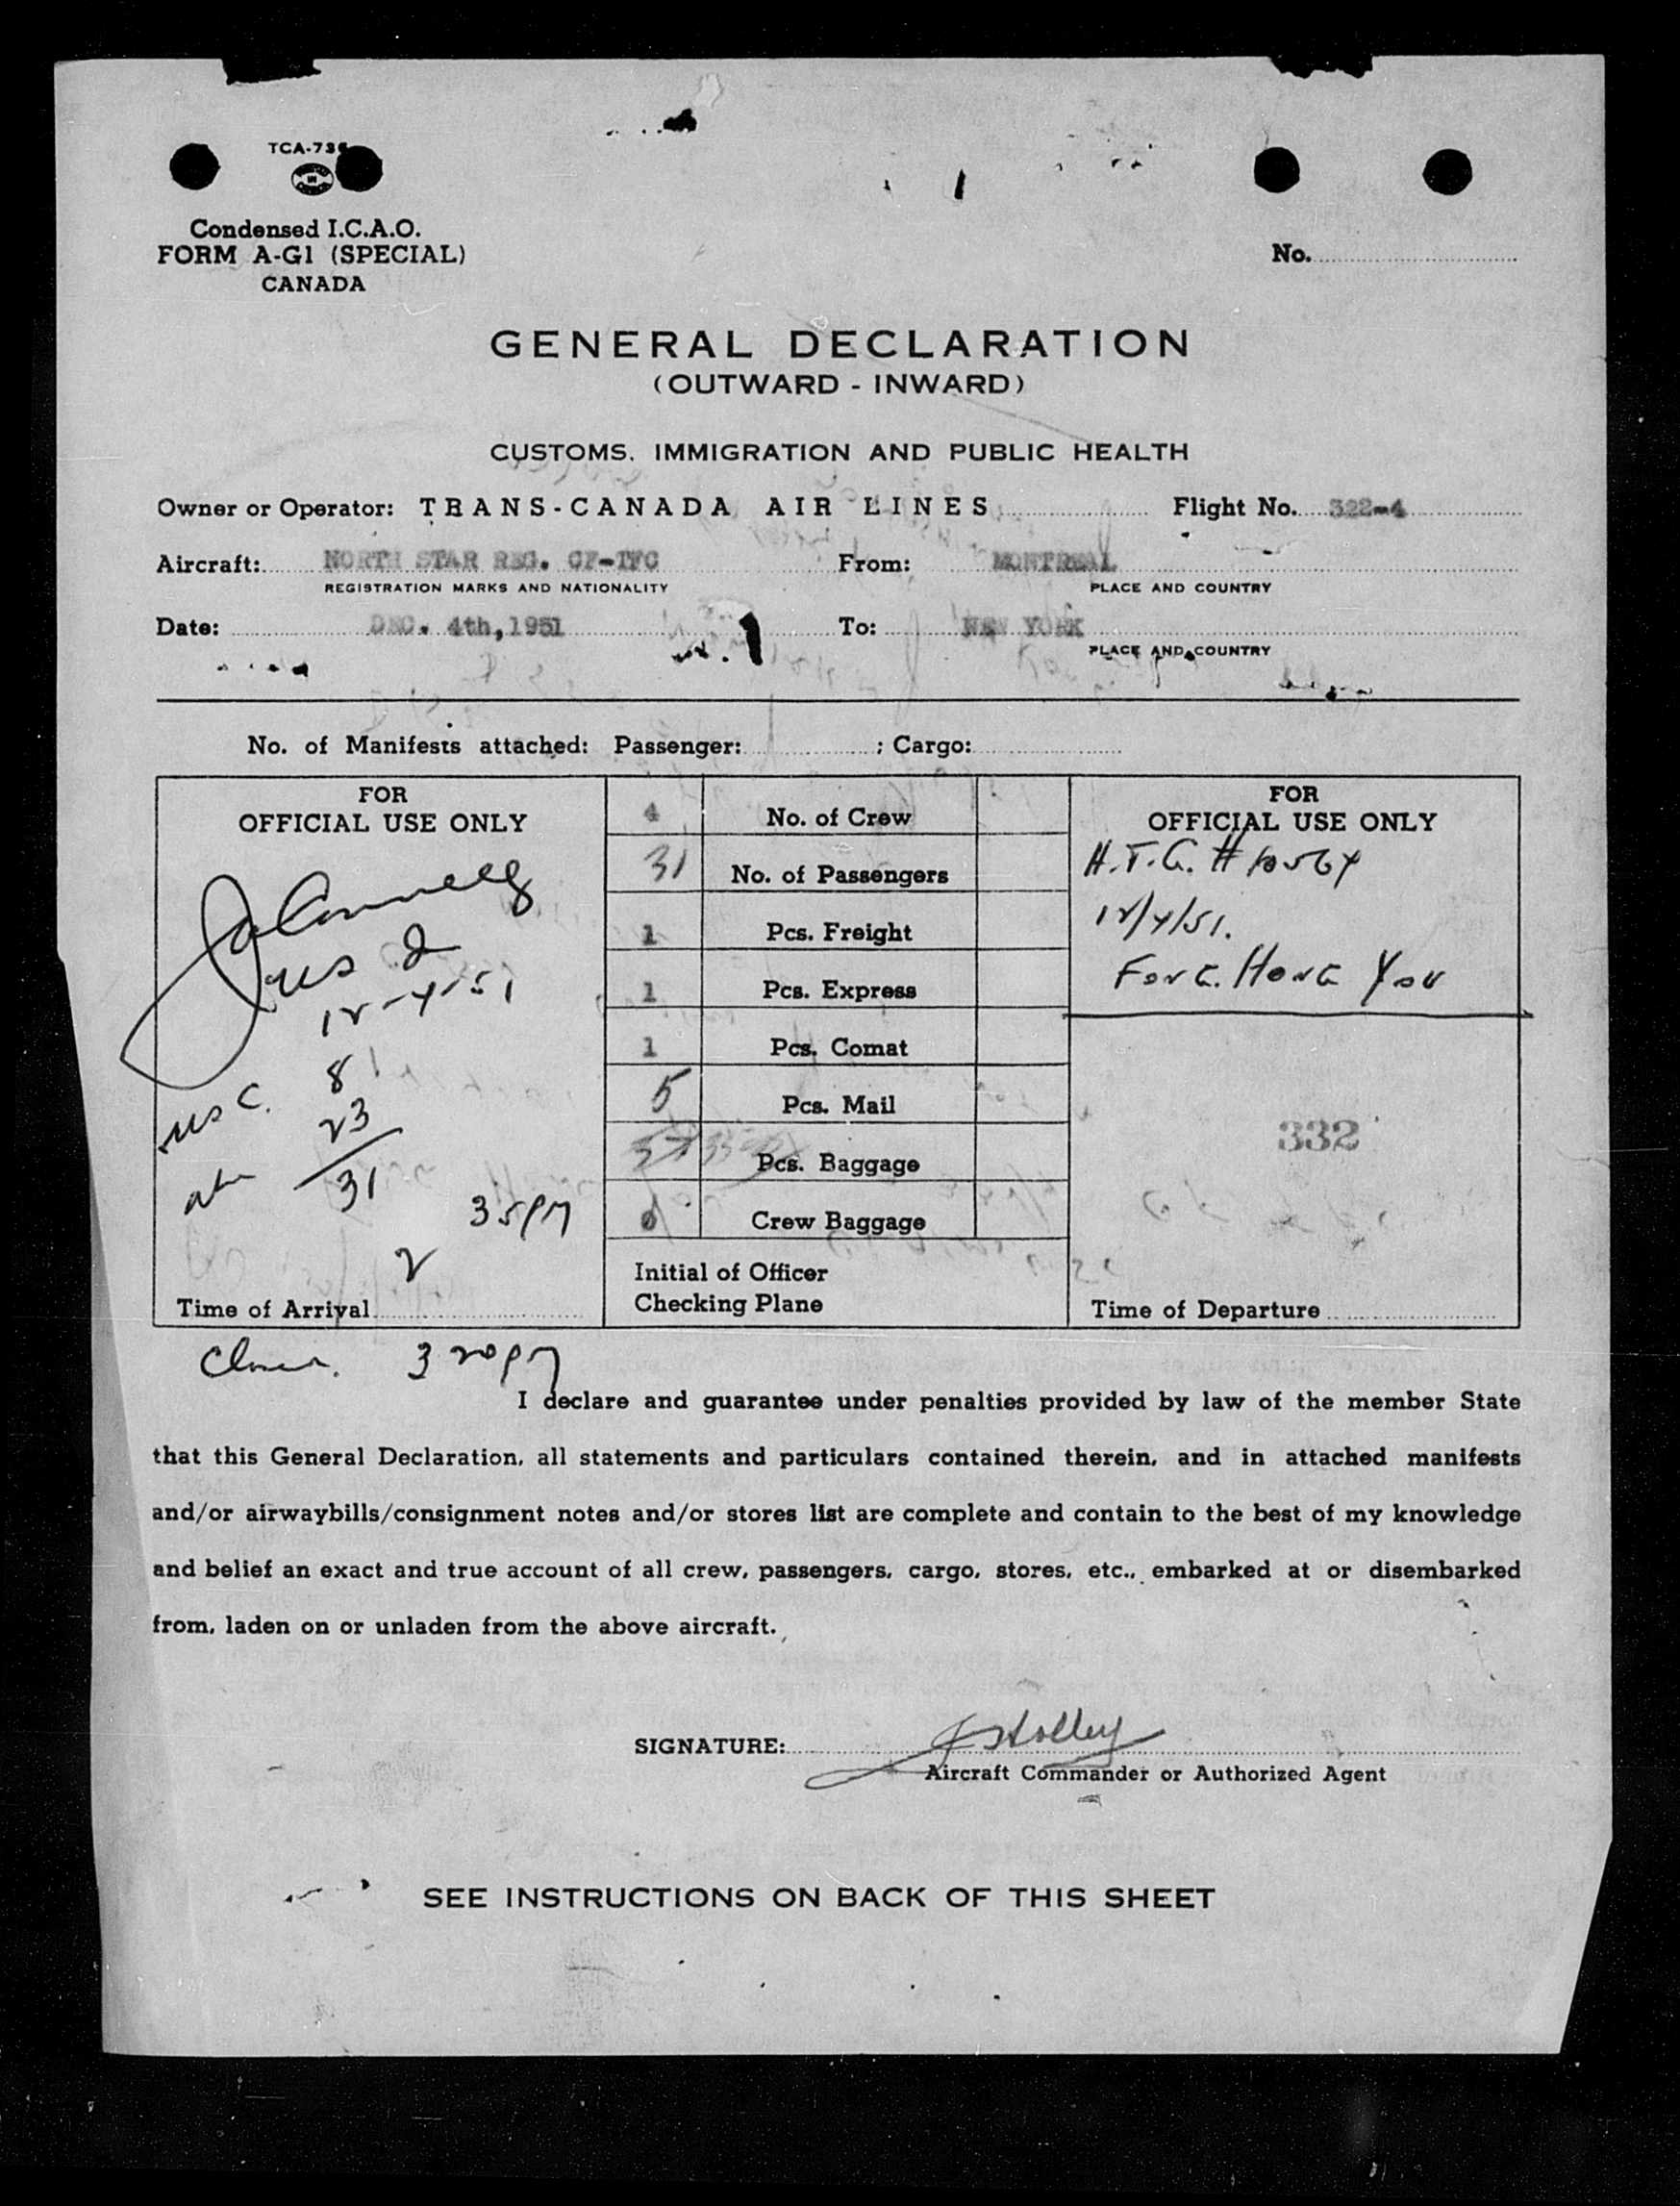 TCA-736
Condensed I.C.A.O.
FORM A-G1 (SPECIAL)
CANADA
No.
GENERAL DECLARATION
(OUTWARD - INWARD)
CUSTOMS, IMMIGRATION AND PUBLIC HEALTH
Owner or Operator: TRANS-CANADA AIR LINES Flight No. 322-4
Aircraft: NORTH STAR REG. CF-TFC From: MONTREAL
REGISTRATION MARKS AND NATIONALITY PLACE AND COUNTRY
Date: DEC. 4th, 1951 To: NEW YORK
PLACE AND COUNTRY
No. of Manifests attached: Passenger: ; Cargo:
FOR
OFFICIAL USE ONLY
12-4-51
USC. 8
23
31
35PM
2
Time of Arrival
4 No. of Crew
31 No. of Passengers
1 Pcs. Freight
1 Pcs. Express
1 Pcs. Comat
5 Pcs. Mail
Pcs. Baggage
Crew Baggage
Initial of Officer
Checking Plane
FOR
OFFICIAL USE ONLY
12/4/51.
FONG. HONG YOU
332
Time of Departure
320PM
I declare and guarantee under penalties provided by law of the member State
that this General Declaration, all statements and particulars contained therein, and in attached manifests
and/or airwaybills/consignment notes and/or stores list are complete and contain to the best of my knowledge
and belief an exact and true account of all crew, passengers, cargo, stores, etc., embarked at or disembarked
from, laden on or unladen from the above aircraft.
SIGNATURE:
Aircraft Commander or Authorized Agent
SEE INSTRUCTIONS ON BACK OF THIS SHEET